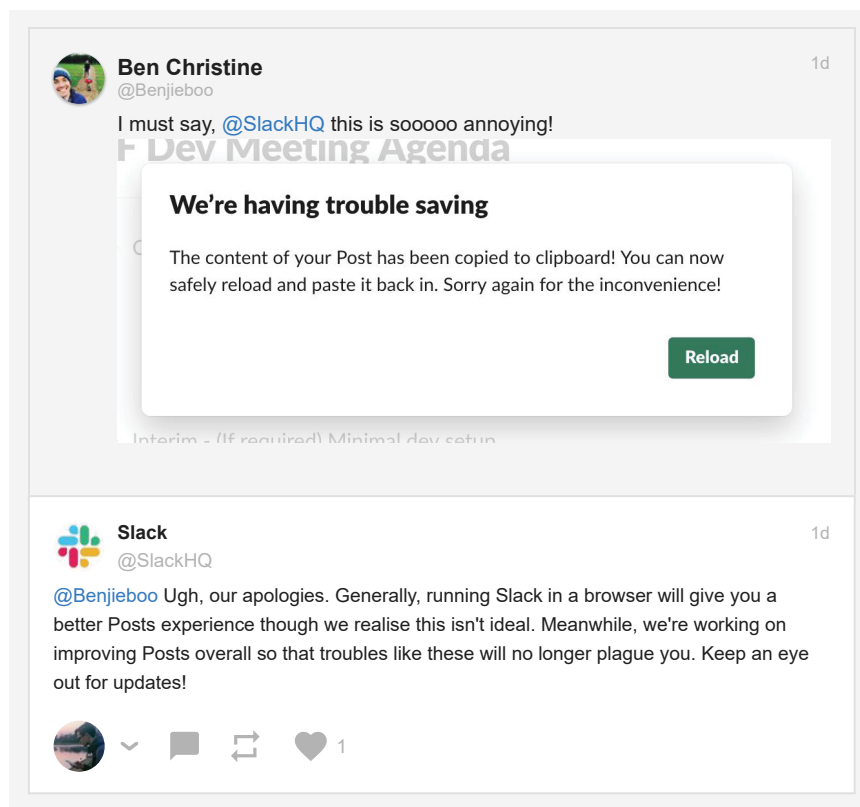 Ben Christine
1d
@Benjieboo
I must say, @SlackHQ this is sooooo annoying!
F Dev Meeting Agenda
We’re having trouble saving
The content of your Post has been copied to clipboard! You can now
safely reload and paste it back in. Sorry again for the inconvenience!
Reload
Interim - (If required) Minimal dev setup
Slack
1d
@SlackHQ
@Benjieboo Ugh, our apologies. Generally, running Slack in a browser will give you a
better Posts experience though we realise this isn't ideal. Meanwhile, we're working on
improving Posts overall so that troubles like these will no longer plague you. Keep an eye
out for updates!
1